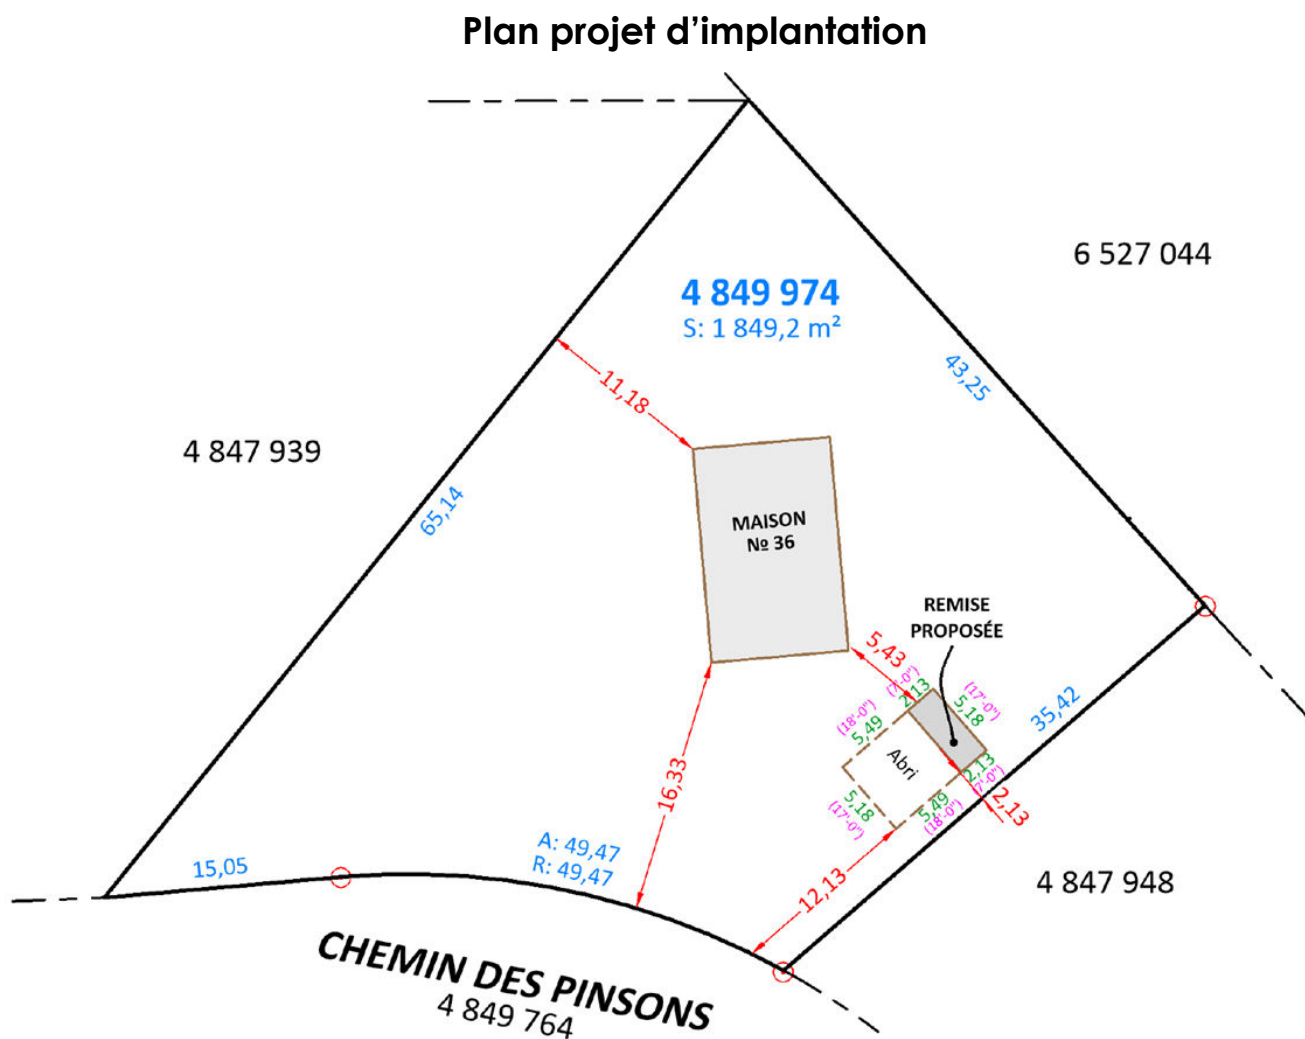 Plan projet d’implantation
6 527 044
4 849 974
S: 1 849,2 m²
43,25
11,18
4 847 939
65,14
MAISON
№ 36
REMISE
PROPOSÉE
5,43
(7'-0")
2,13
(17'-0")
5,18
35,42
(18'-0")
5,49
Abri
2,13
(7'-0")
5,18
(17'-0")
5,49
(18'-0")
2,13
16,33
A: 49,47
R: 49,47
15,05
12,13
4 847 948
CHEMIN DES PINSONS
4 849 764